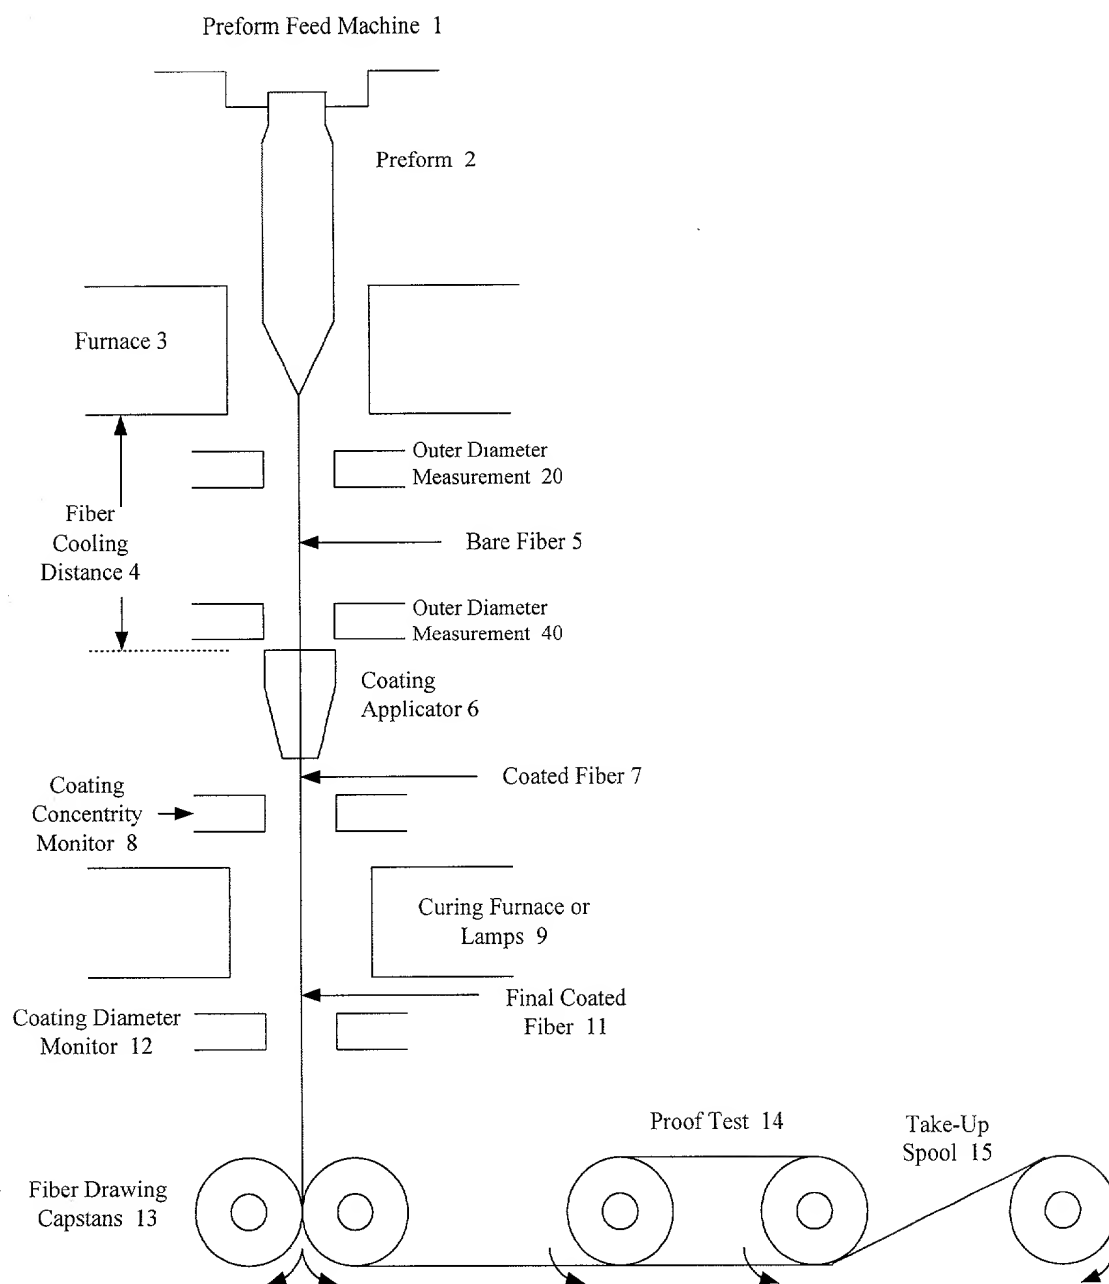 Preform Feed Machine 1
Preform 2
Furnace 3
Outer Diameter
Measurement 20
Fiber
Cooling
Distance 4
Bare Fiber 5
Outer Diameter
Measurement 40
Coating
Applicator 6
Coated Fiber 7
Coating
Concentrity
Monitor 8
Curing Furnace or
Lamps 9
Final Coated
Fiber 11
Coating Diameter
Monitor 12
Proof Test 14
Take-Up
Spool 15
Fiber Drawing
Capstans 13